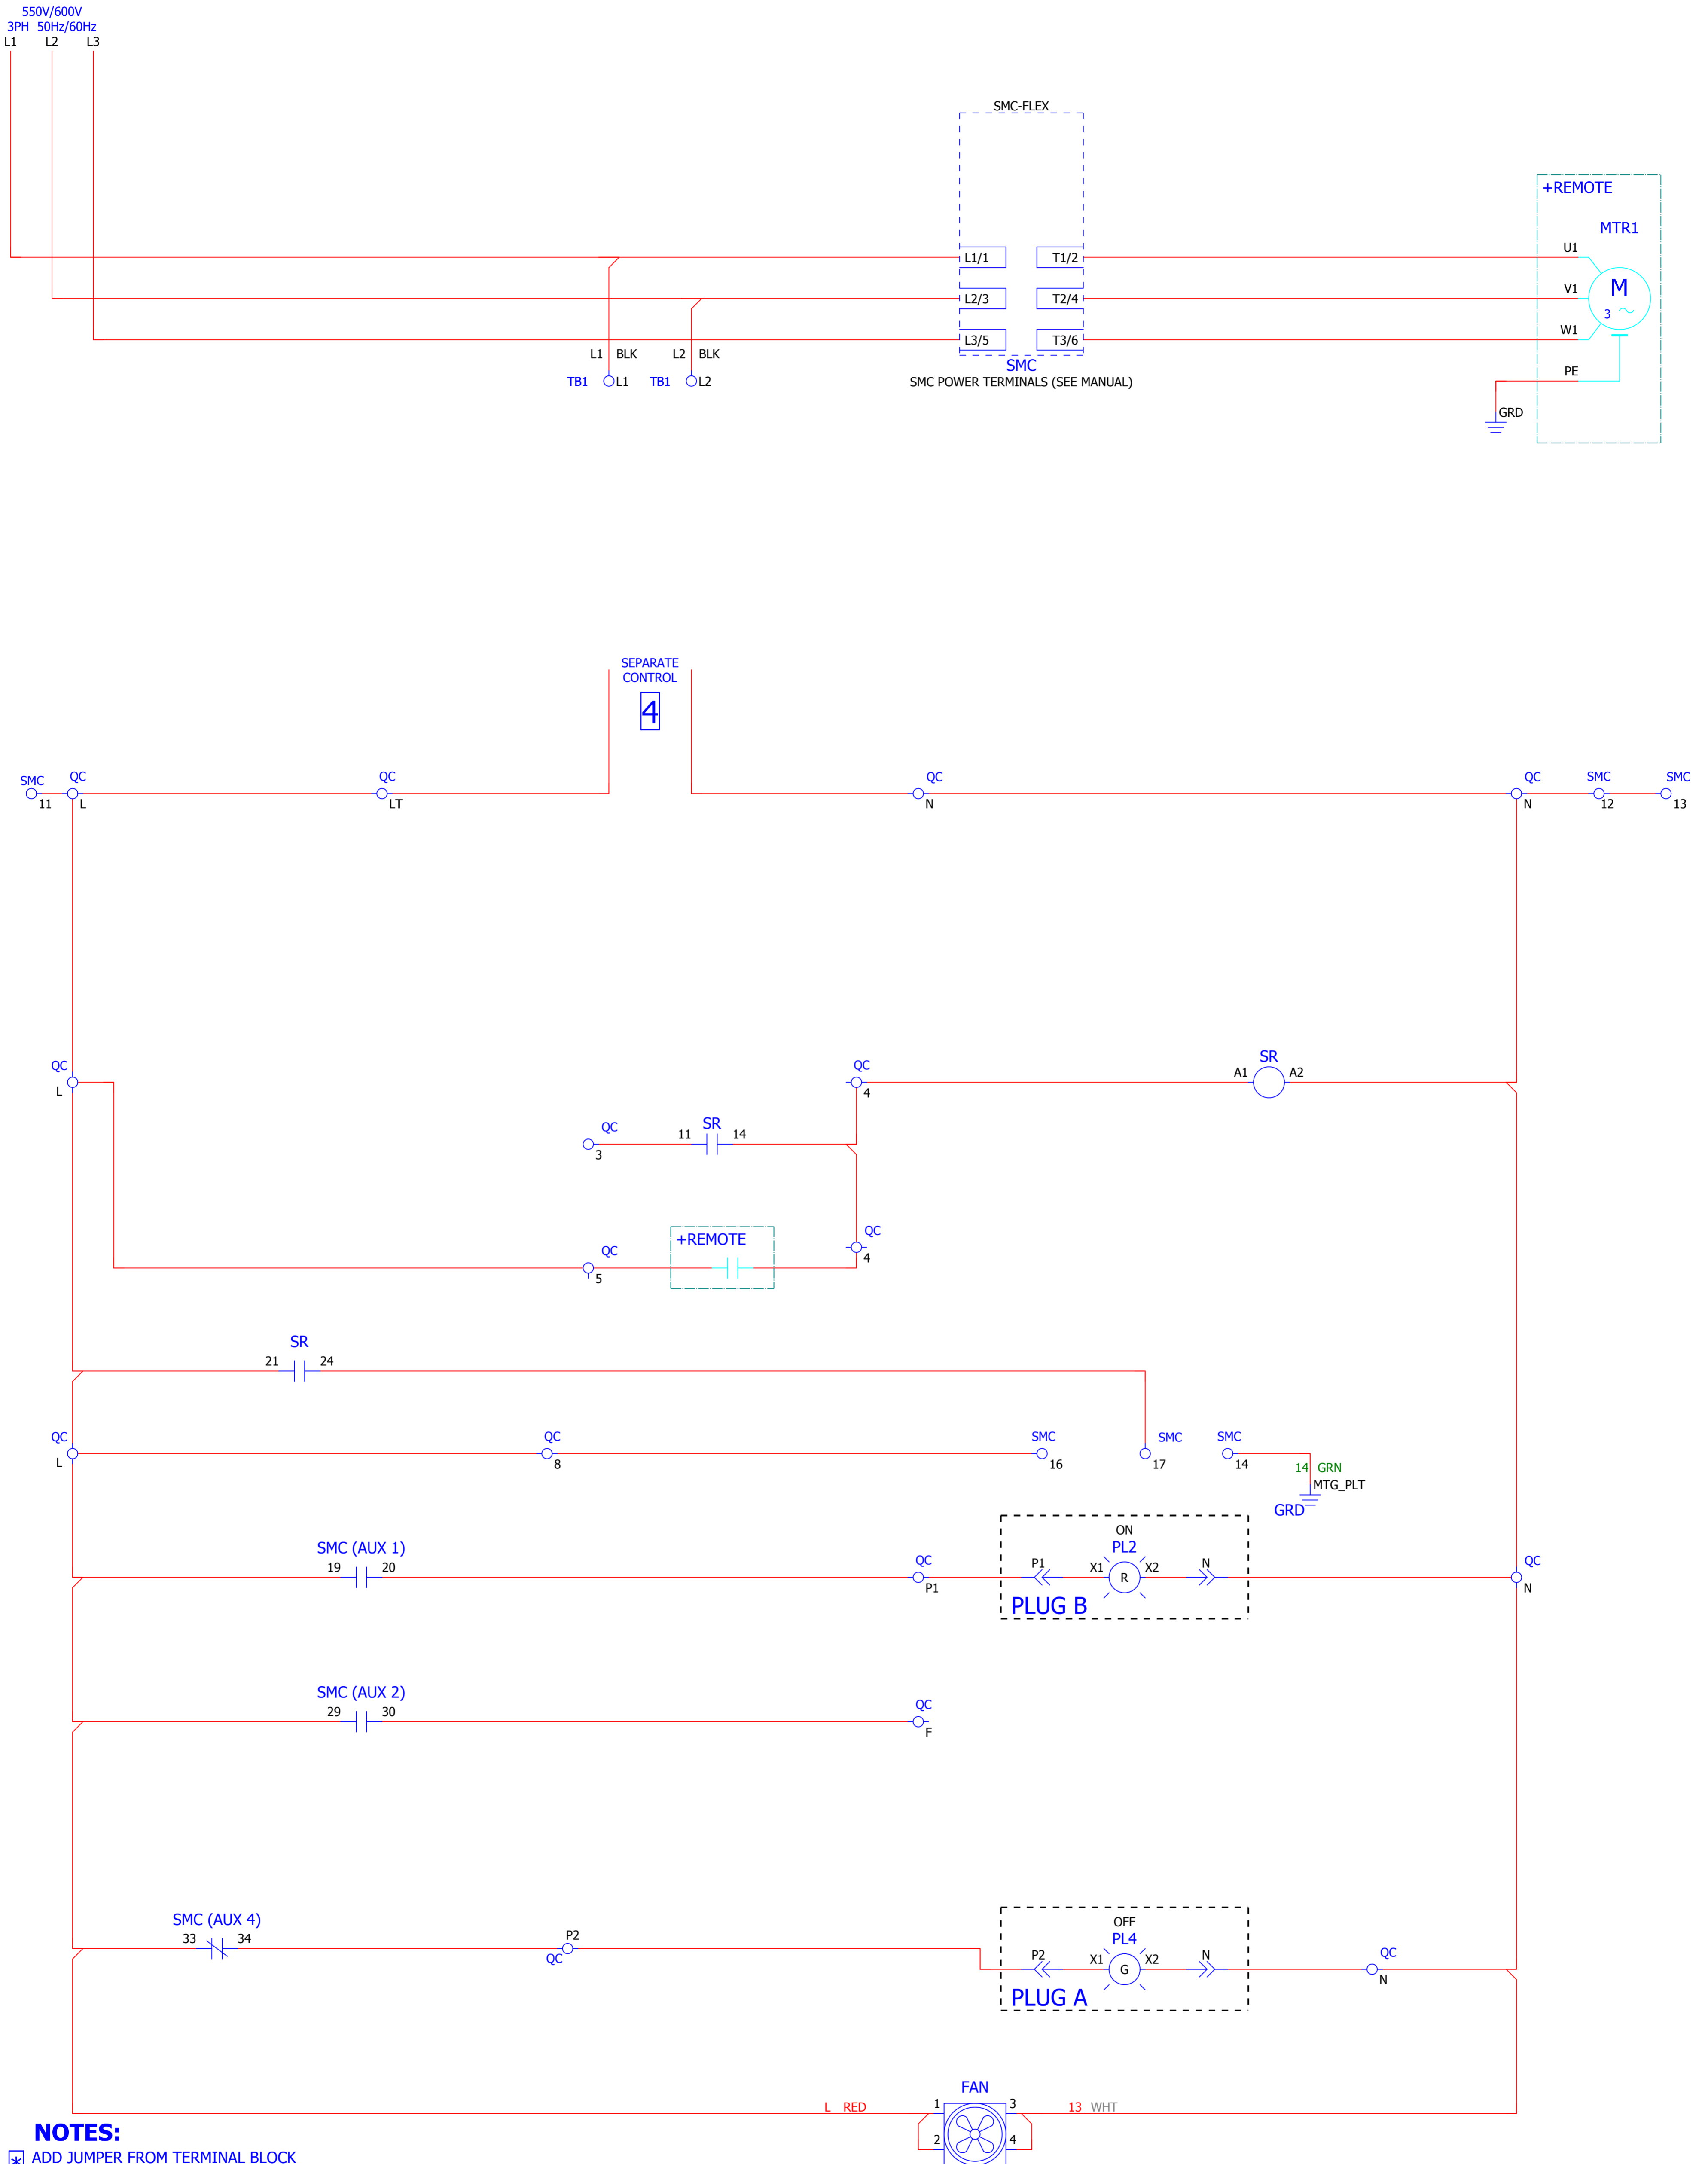 550V/600V
3PH 50Hz/60Hz
L1 L2 L3
SMC-FLEX
+REMOTE
MTR1
L1/1 T1/2 U1
L2/3 T2/4 V1 M
3
L3/5 T3/6 W1
L1 BLK L2 BLK
SMC
PE
TB1 L1 TB1 L2
SMC POWER TERMINALS (SEE MANUAL)
GRD
SEPARATE
CONTROL
4
SMC QC QC QC QC SMC SMC
11 L LT N N 12 13
QC QC SR
L 4 A1 A2
QC SR
3 11 14
QC
4
QC +REMOTE
5
SR
21 24
QC QC SMC SMC SMC
L 8 16 17 14
14 GRN
MTG_PLT
GRD
ON
SMC (AUX 1) QC PL2 QC
19 20 P1 P1 X1 R X2 N N
PLUG B
SMC (AUX 2) QC
29 30 F
OFF
SMC (AUX 4) P2 PL4 QC
33 34 QC P2 X1 G X2 N N
PLUG A
FAN
L RED 1 3 13 WHT
2 4
NOTES:
* ADD JUMPER FROM TERMINAL BLOCK